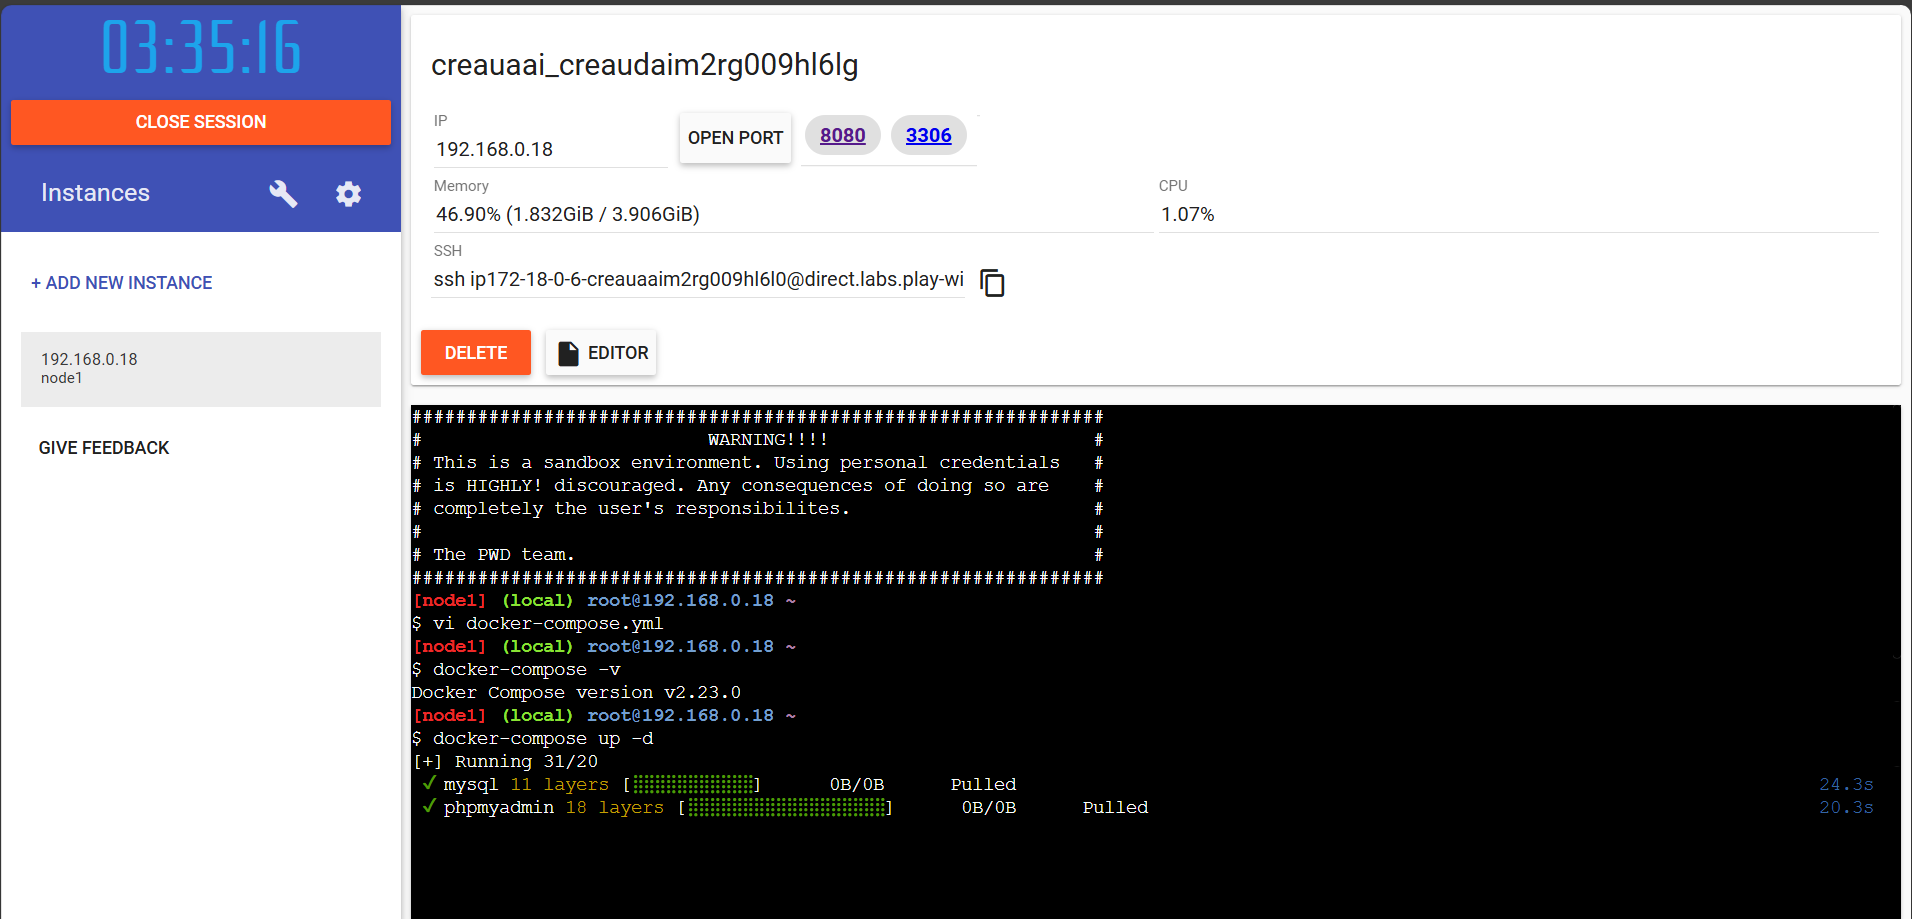 03:35:16
CLOSE SESSION
Instances
+ ADD NEW INSTANCE
192.168.0.18
node1
GIVE FEEDBACK
creauaai_creaudaim2rg009hl6lg
IP
192.168.0.18
OPEN PORT
8080
3306
Memory
46.90% (1.832GiB / 3.906GiB)
CPU
1.07%
SSH
ssh ip172-18-0-6-creauaaim2rg009hl6l0@direct.labs.play-wi
DELETE
EDITOR
###############################################################
#                          WARNING!!!!                        #
# This is a sandbox environment. Using personal credentials   #
# is HIGHLY! discouraged. Any consequences of doing so are    #
# completely the user's responsibilites.                      #
#                                                             #
# The PWD team.                                               #
###############################################################
[node1] (local) root@192.168.0.18 ~
$ vi docker-compose.yml
[node1] (local) root@192.168.0.18 ~
$ docker-compose -v
Docker Compose version v2.23.0
[node1] (local) root@192.168.0.18 ~
$ docker-compose up -d
[+] Running 31/20
✓ mysql 11 layers [⣿⣿⣿⣿⣿⣿⣿⣿⣿⣿⣿] 0B/0B Pulled 24.3s
✓ phpmyadmin 18 layers [⣿⣿⣿⣿⣿⣿⣿⣿⣿⣿⣿⣿⣿⣿⣿⣿⣿⣿] 0B/0B Pulled 20.3s